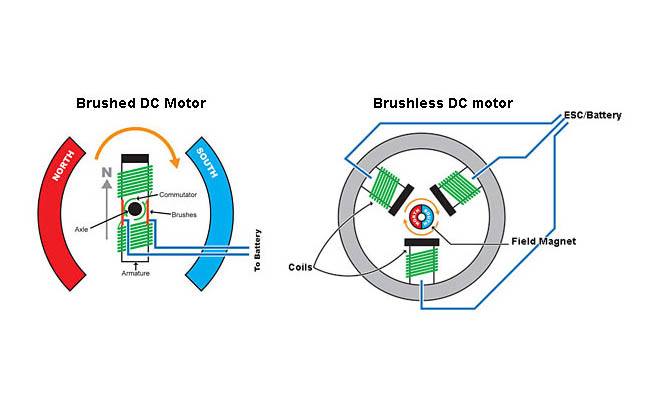 Brushed DC Motor
NORTH
SOUTH
N
Commutator
Axle
Brushes
Armature
To Battery
Brushless DC motor
ESC/Battery
Coils
Field Magnet